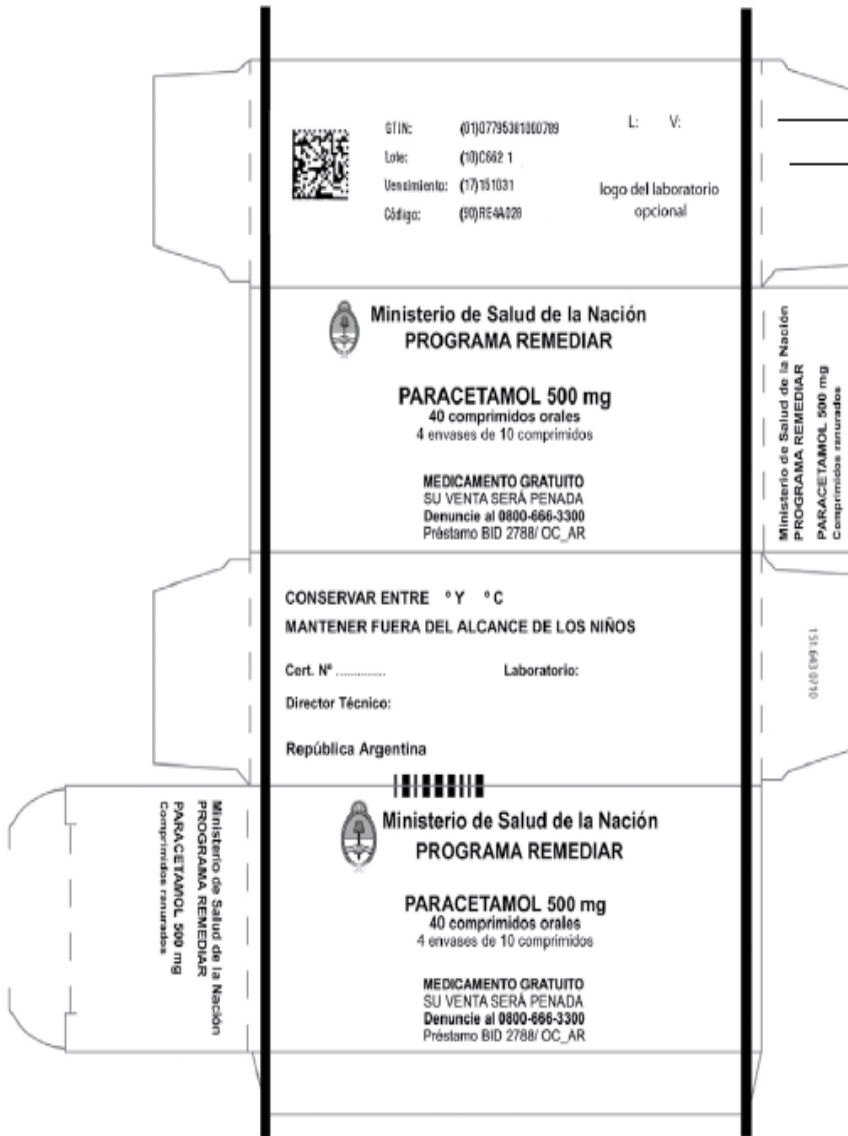 GTIN: (01)07795381000789
Lote: (10)C662 1
Vencimiento: (17)151031
Código: (90)RE4A028
L: V:
logo del laboratorio
opcional
Ministerio de Salud de la Nación
PROGRAMA REMEDIAR
PARACETAMOL 500 mg
40 comprimidos orales
4 envases de 10 comprimidos
MEDICAMENTO GRATUITO
SU VENTA SERÁ PENADA
Denuncie al 0800-666-3300
Préstamo BID 2788/ OC_AR
Ministerio de Salud de la Nación
PROGRAMA REMEDIAR
PARACETAMOL 500 mg
Comprimidos ranurados
CONSERVAR ENTRE º Y º C
MANTENER FUERA DEL ALCANCE DE LOS NIÑOS
Cert. Nº .............. Laboratorio:
Director Técnico:
República Argentina
Ministerio de Salud de la Nación
PROGRAMA REMEDIAR
PARACETAMOL 500 mg
Comprimidos ranurados
Ministerio de Salud de la Nación
PROGRAMA REMEDIAR
PARACETAMOL 500 mg
40 comprimidos orales
4 envases de 10 comprimidos
MEDICAMENTO GRATUITO
SU VENTA SERÁ PENADA
Denuncie al 0800-666-3300
Préstamo BID 2788/ OC_AR